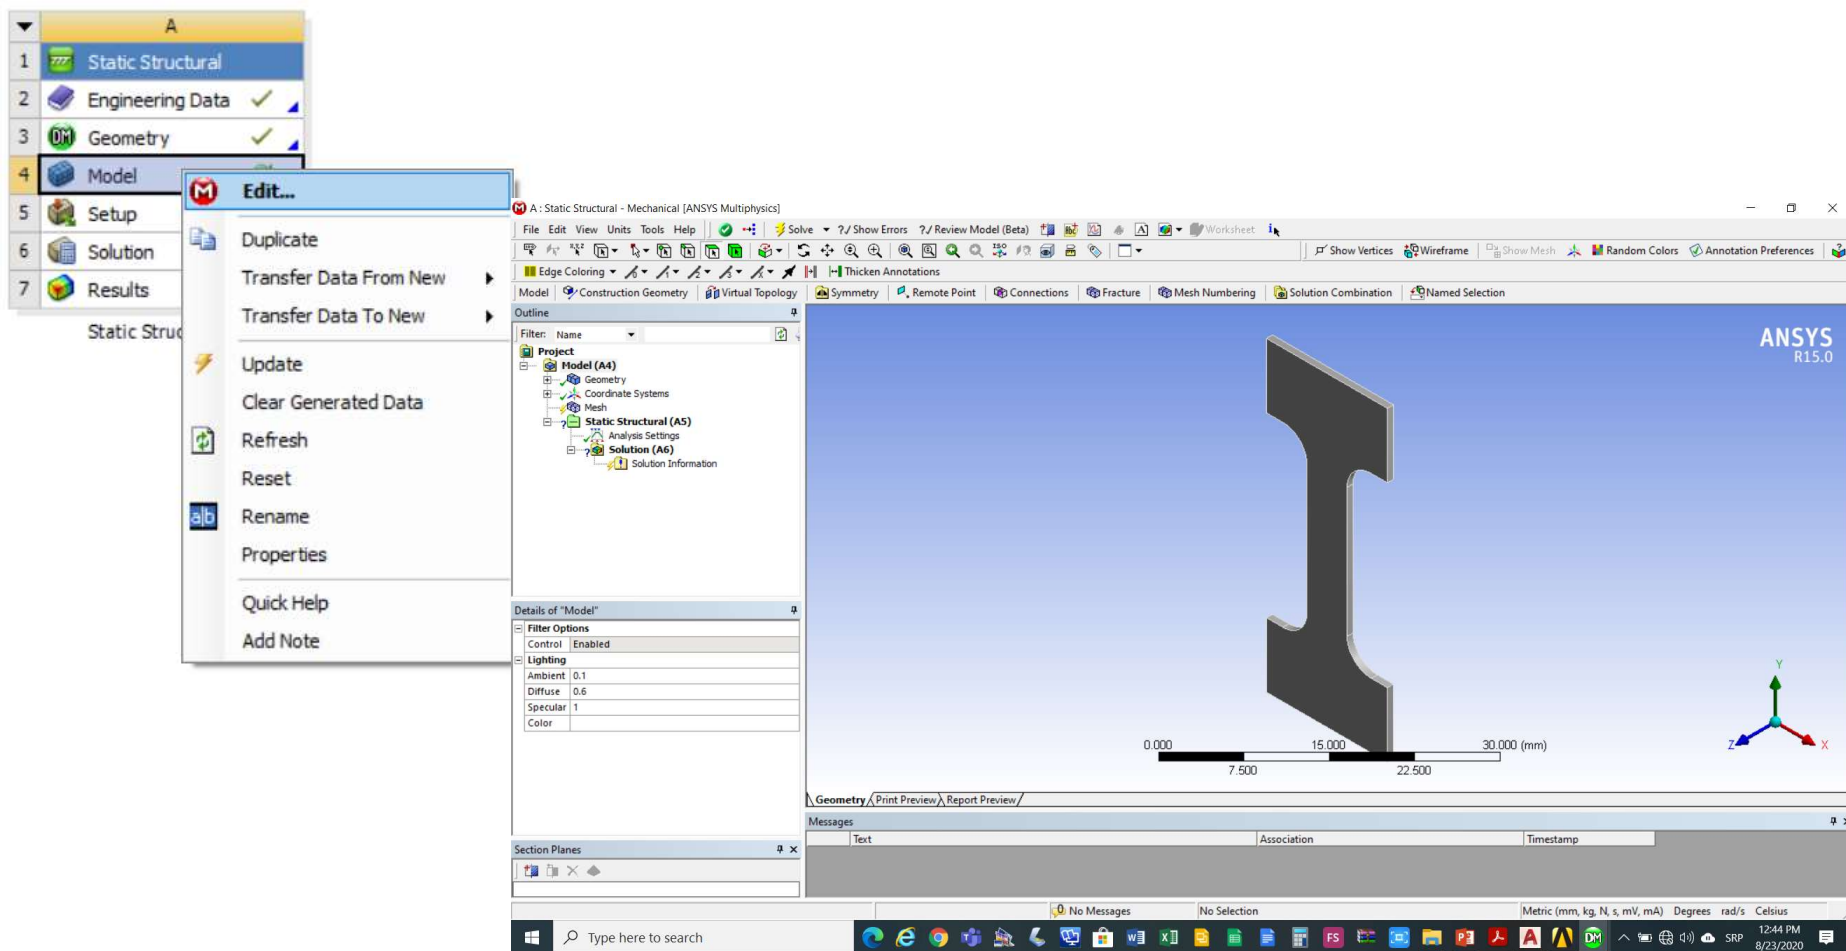 A
1 Static Structural
2 Engineering Data
3 Geometry
4 Model
5 Setup
6 Solution
7 Results
Static Struc
Edit...
Duplicate
Transfer Data From New
Transfer Data To New
Update
Clear Generated Data
Refresh
Reset
a|b Rename
Properties
Quick Help
Add Note
A : Static Structural - Mechanical [ANSYS Multiphysics]
File Edit View Units Tools Help Solve ?/ Show Errors ?/ Review Model (Beta) A Worksheet
Show Vertices Wireframe Show Mesh Random Colors Annotation Preferences
Edge Coloring Thicken Annotations
Model Construction Geometry Virtual Topology Symmetry Remote Point Connections Fracture Mesh Numbering Solution Combination Named Selection
Outline
Filter: Name
Project
Model (A4)
Geometry
Coordinate Systems
Mesh
Static Structural (A5)
Analysis Settings
Solution (A6)
Solution Information
Details of "Model"
Filter Options
Control Enabled
Lighting
Ambient 0.1
Diffuse 0.6
Specular 1
Color
Section Planes
ANSYS
R15.0
Y
Z X
0.000 15.000 30.000 (mm)
7.500 22.500
Geometry Print Preview Report Preview
Messages
Text Association Timestamp
0 No Messages No Selection Metric (mm, kg, N, s, mV, mA) Degrees rad/s Celsius
Type here to search
FS DM SRP 12:44 PM
8/23/2020